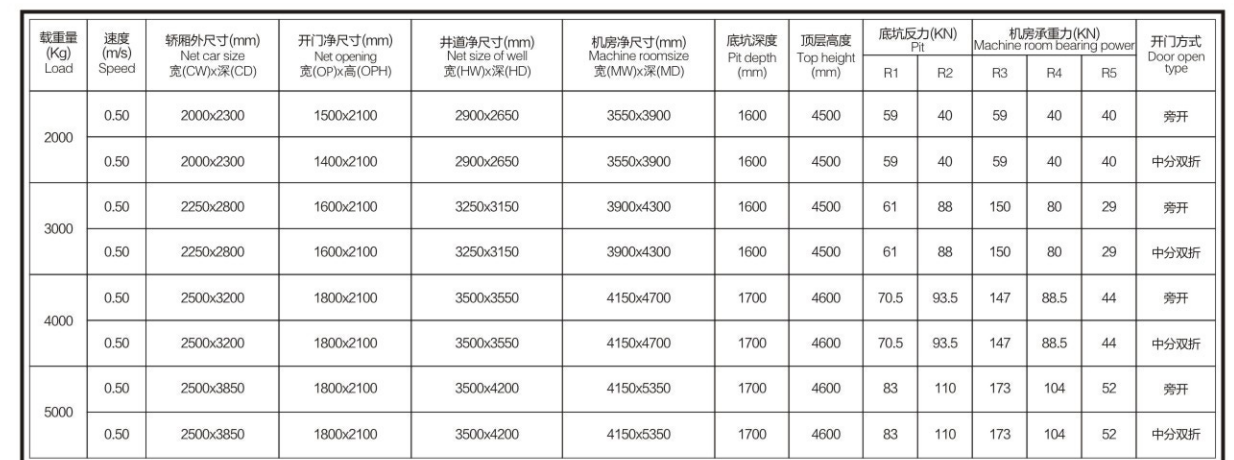 载重量 (Kg) Load 速度 (m/s) Speed 轿厢外尺寸(mm) Net car size 宽(CW)x深(CD) 开门净尺寸(mm) Net opening 宽(OP)x高(OPH) 井道净尺寸(mm) Net size of well 宽(HW)x深(HD) 机房净尺寸(mm) Machine roomsize 宽(MW)x深(MD) 底坑深度 Pit depth (mm) 顶层高度 Top height (mm) 底坑反力(KN) Pit 机房承重力(KN) Machine room bearing power 开门方式 Door open type
R1 R2 R3 R4 R5
2000 0.50 2000x2300 1500x2100 2900x2650 3550x3900 1600 4500 59 40 59 40 40 旁开
0.50 2000x2300 1400x2100 2900x2650 3550x3900 1600 4500 59 40 59 40 40 中分双折
3000 0.50 2250x2800 1600x2100 3250x3150 3900x4300 1600 4500 61 88 150 80 29 旁开
0.50 2250x2800 1600x2100 3250x3150 3900x4300 1600 4500 61 88 150 80 29 中分双折
4000 0.50 2500x3200 1800x2100 3500x3550 4150x4700 1700 4600 70.5 93.5 147 88.5 44 旁开
0.50 2500x3200 1800x2100 3500x3550 4150x4700 1700 4600 70.5 93.5 147 88.5 44 中分双折
5000 0.50 2500x3850 1800x2100 3500x4200 4150x5350 1700 4600 83 110 173 104 52 旁开
0.50 2500x3850 1800x2100 3500x4200 4150x5350 1700 4600 83 110 173 104 52 中分双折